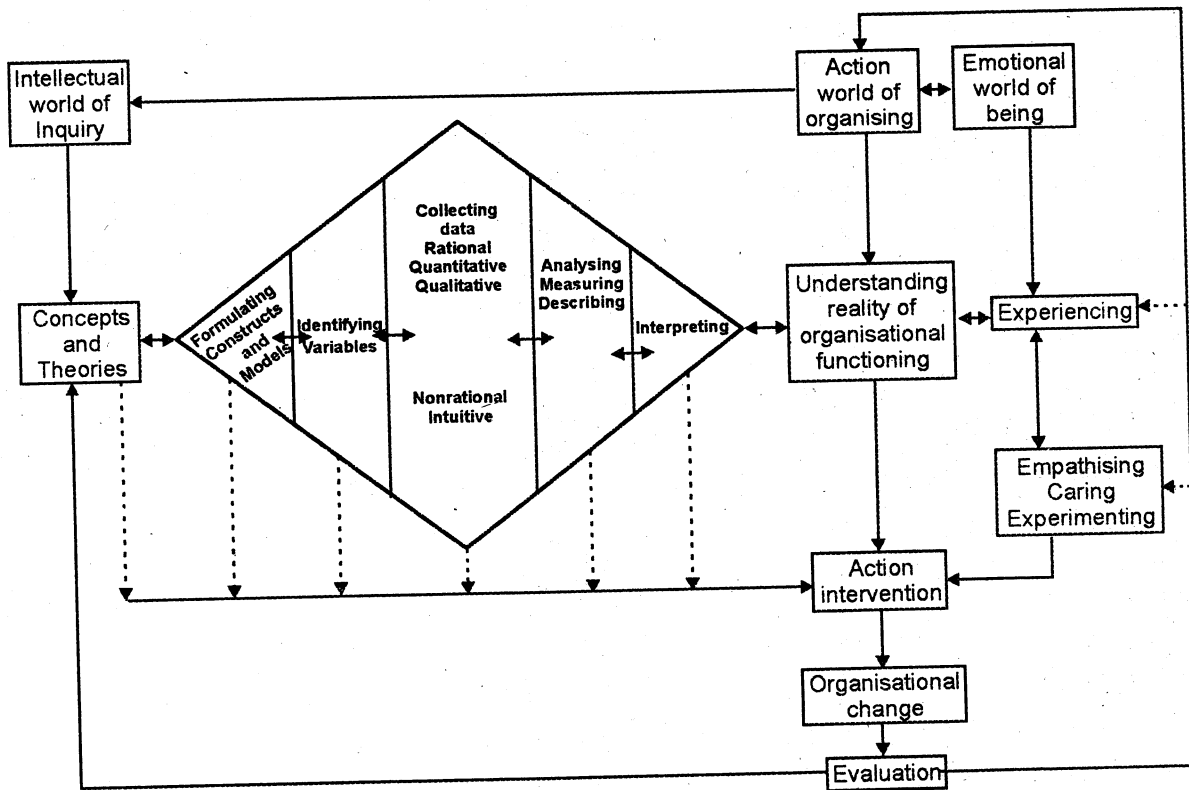 Intellectual
world of
Inquiry
Action
world of
organising
Emotional
world of
being
Concepts
and
Theories
Formulating
Constructs
and
Models
Identifying
Variables
Collecting
data
Rational
Quantitative
Qualitative
Nonrational
Intuitive
Analysing
Measuring
Describing
Interpreting
Understanding
reality of
organisational
functioning
Experiencing
Empathising
Caring
Experimenting
Action
intervention
Organisational
change
Evaluation